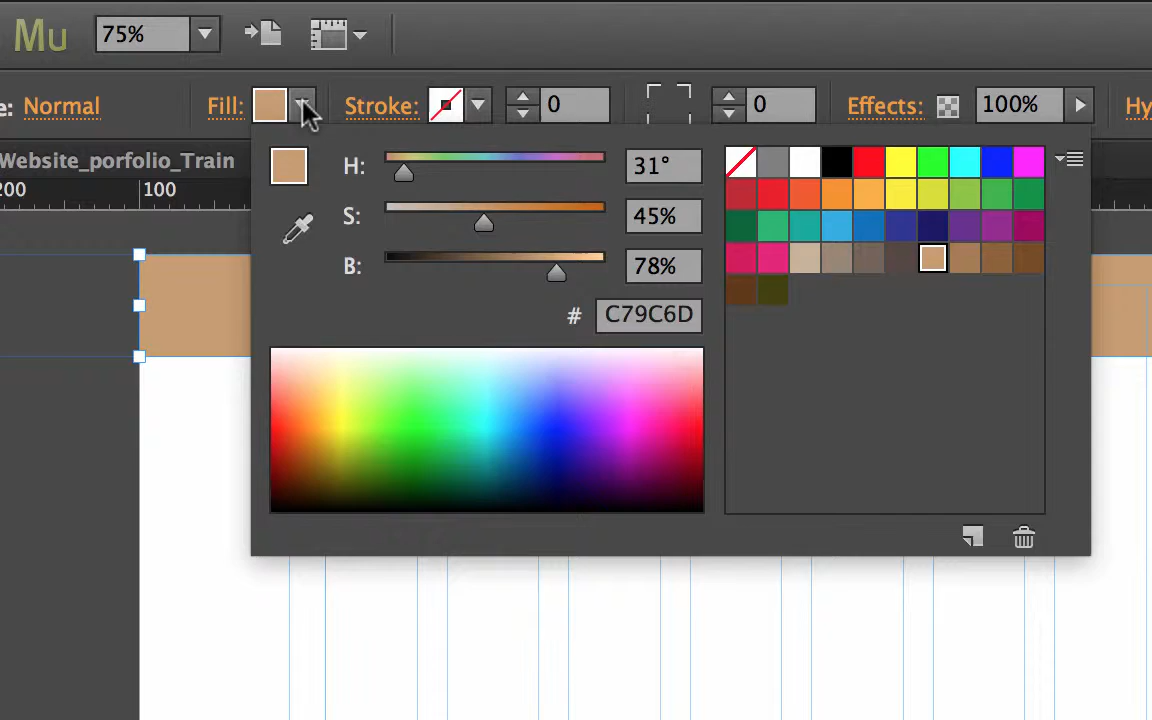 Mu 75%
e: Normal Fill: Stroke: 0 0 Effects: 100% Hy
Website_porfolio_Train
200 100
H: 31°
S: 45%
B: 78%
# C79C6D